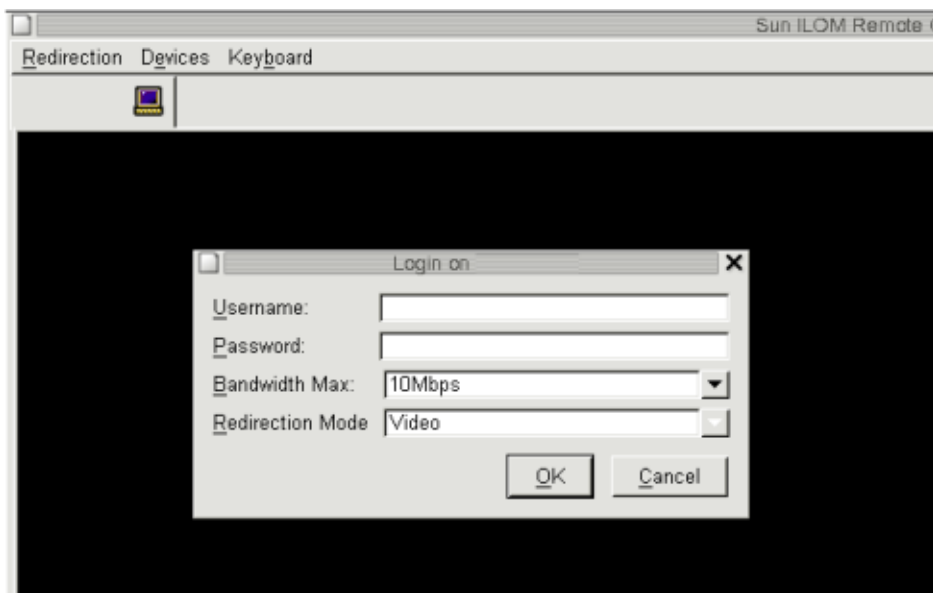 Sun ILOM Remote
Redirection Devices Keyboard
Login on
Username:
Password:
Bandwidth Max: 10Mbps
Redirection Mode Video
OK Cancel